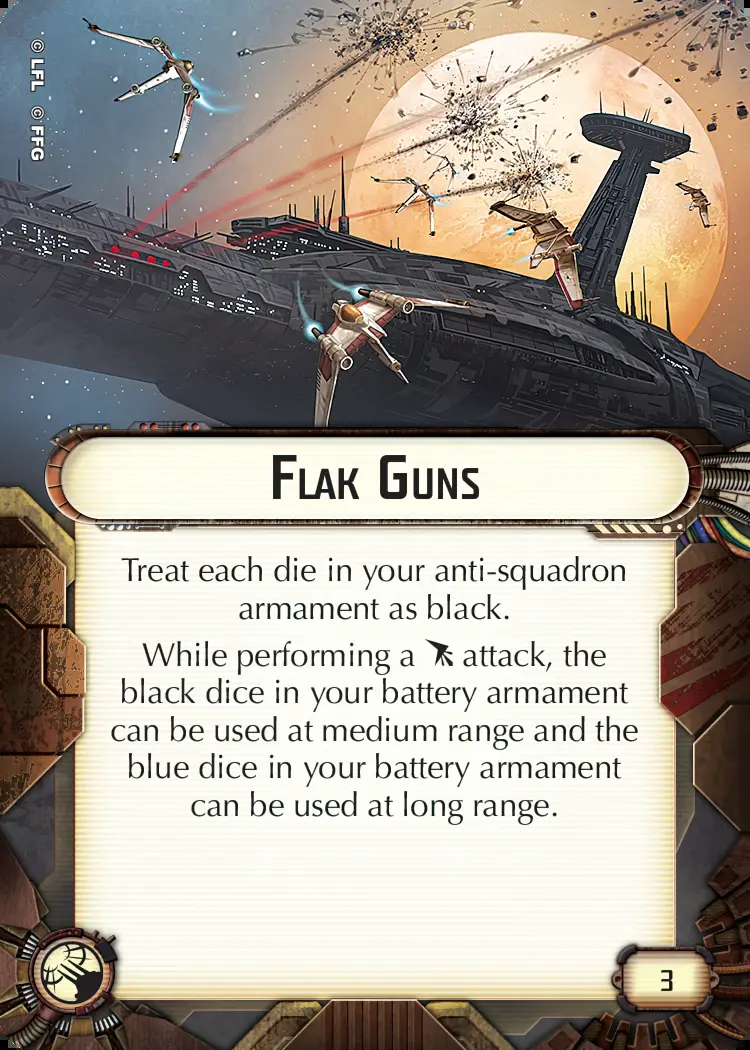 © LFL © FFG
Flak Guns
Treat each die in your anti-squadron
armament as black.
While performing a attack, the
black dice in your battery armament
can be used at medium range and the
blue dice in your battery armament
can be used at long range.
3